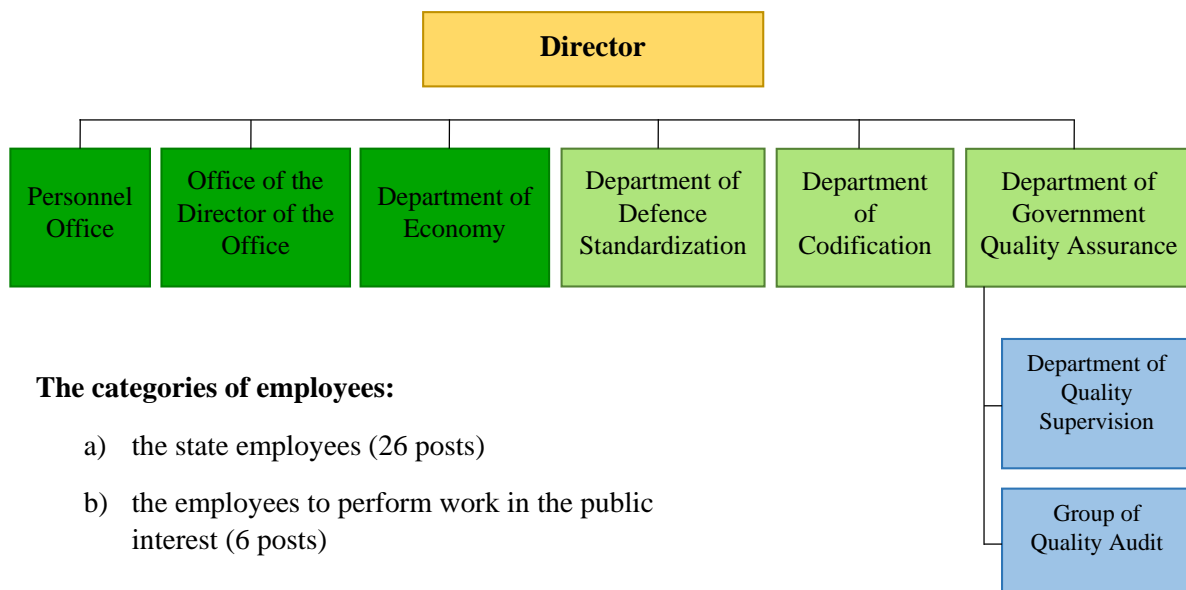 Director
Personnel
Office
Office of the
Director of the
Office
Department of
Economy
Department of
Defence
Standardization
Department
of
Codification
Department of
Government
Quality Assurance
Department of
Quality
Supervision
Group of
Quality Audit
The categories of employees:
a) the state employees (26 posts)
b) the employees to perform work in the public
interest (6 posts)